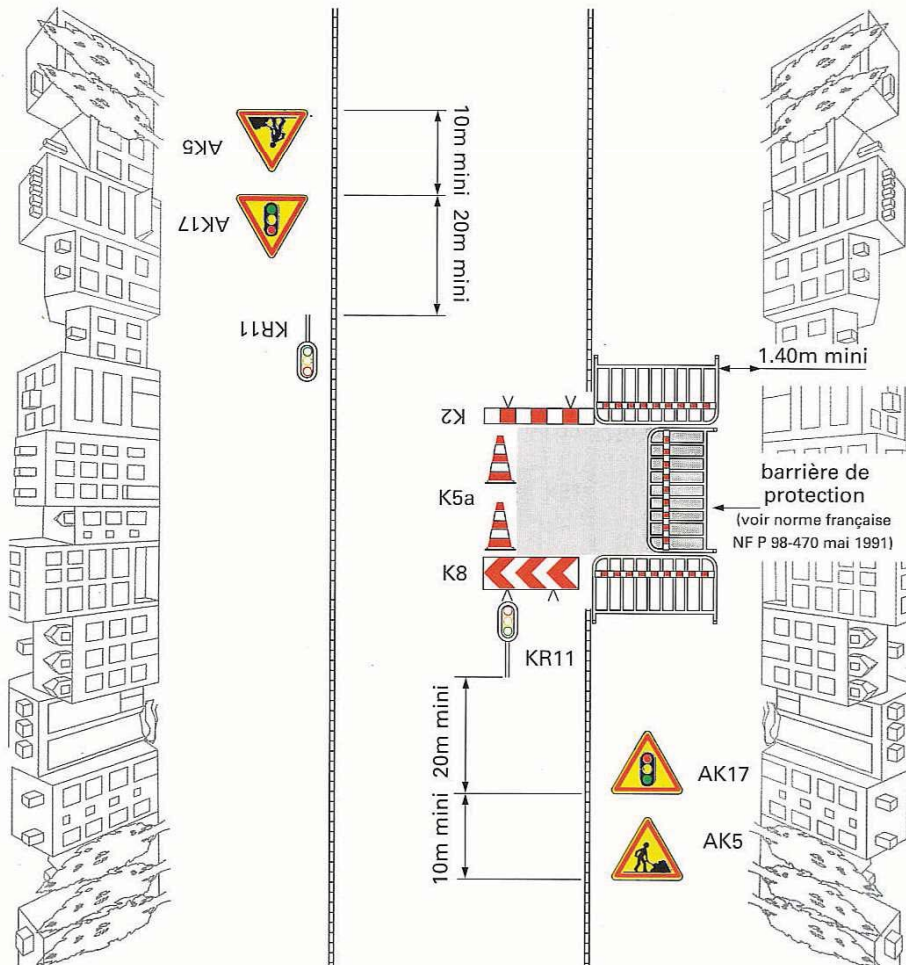 AK5
10m mini
AK17
20m mini
KR11
1.40m mini
K2
K5a
barrière de
protection
(voir norme française
NF P 98-470 mai 1991)
K8
KR11
20m mini
AK17
10m mini
AK5